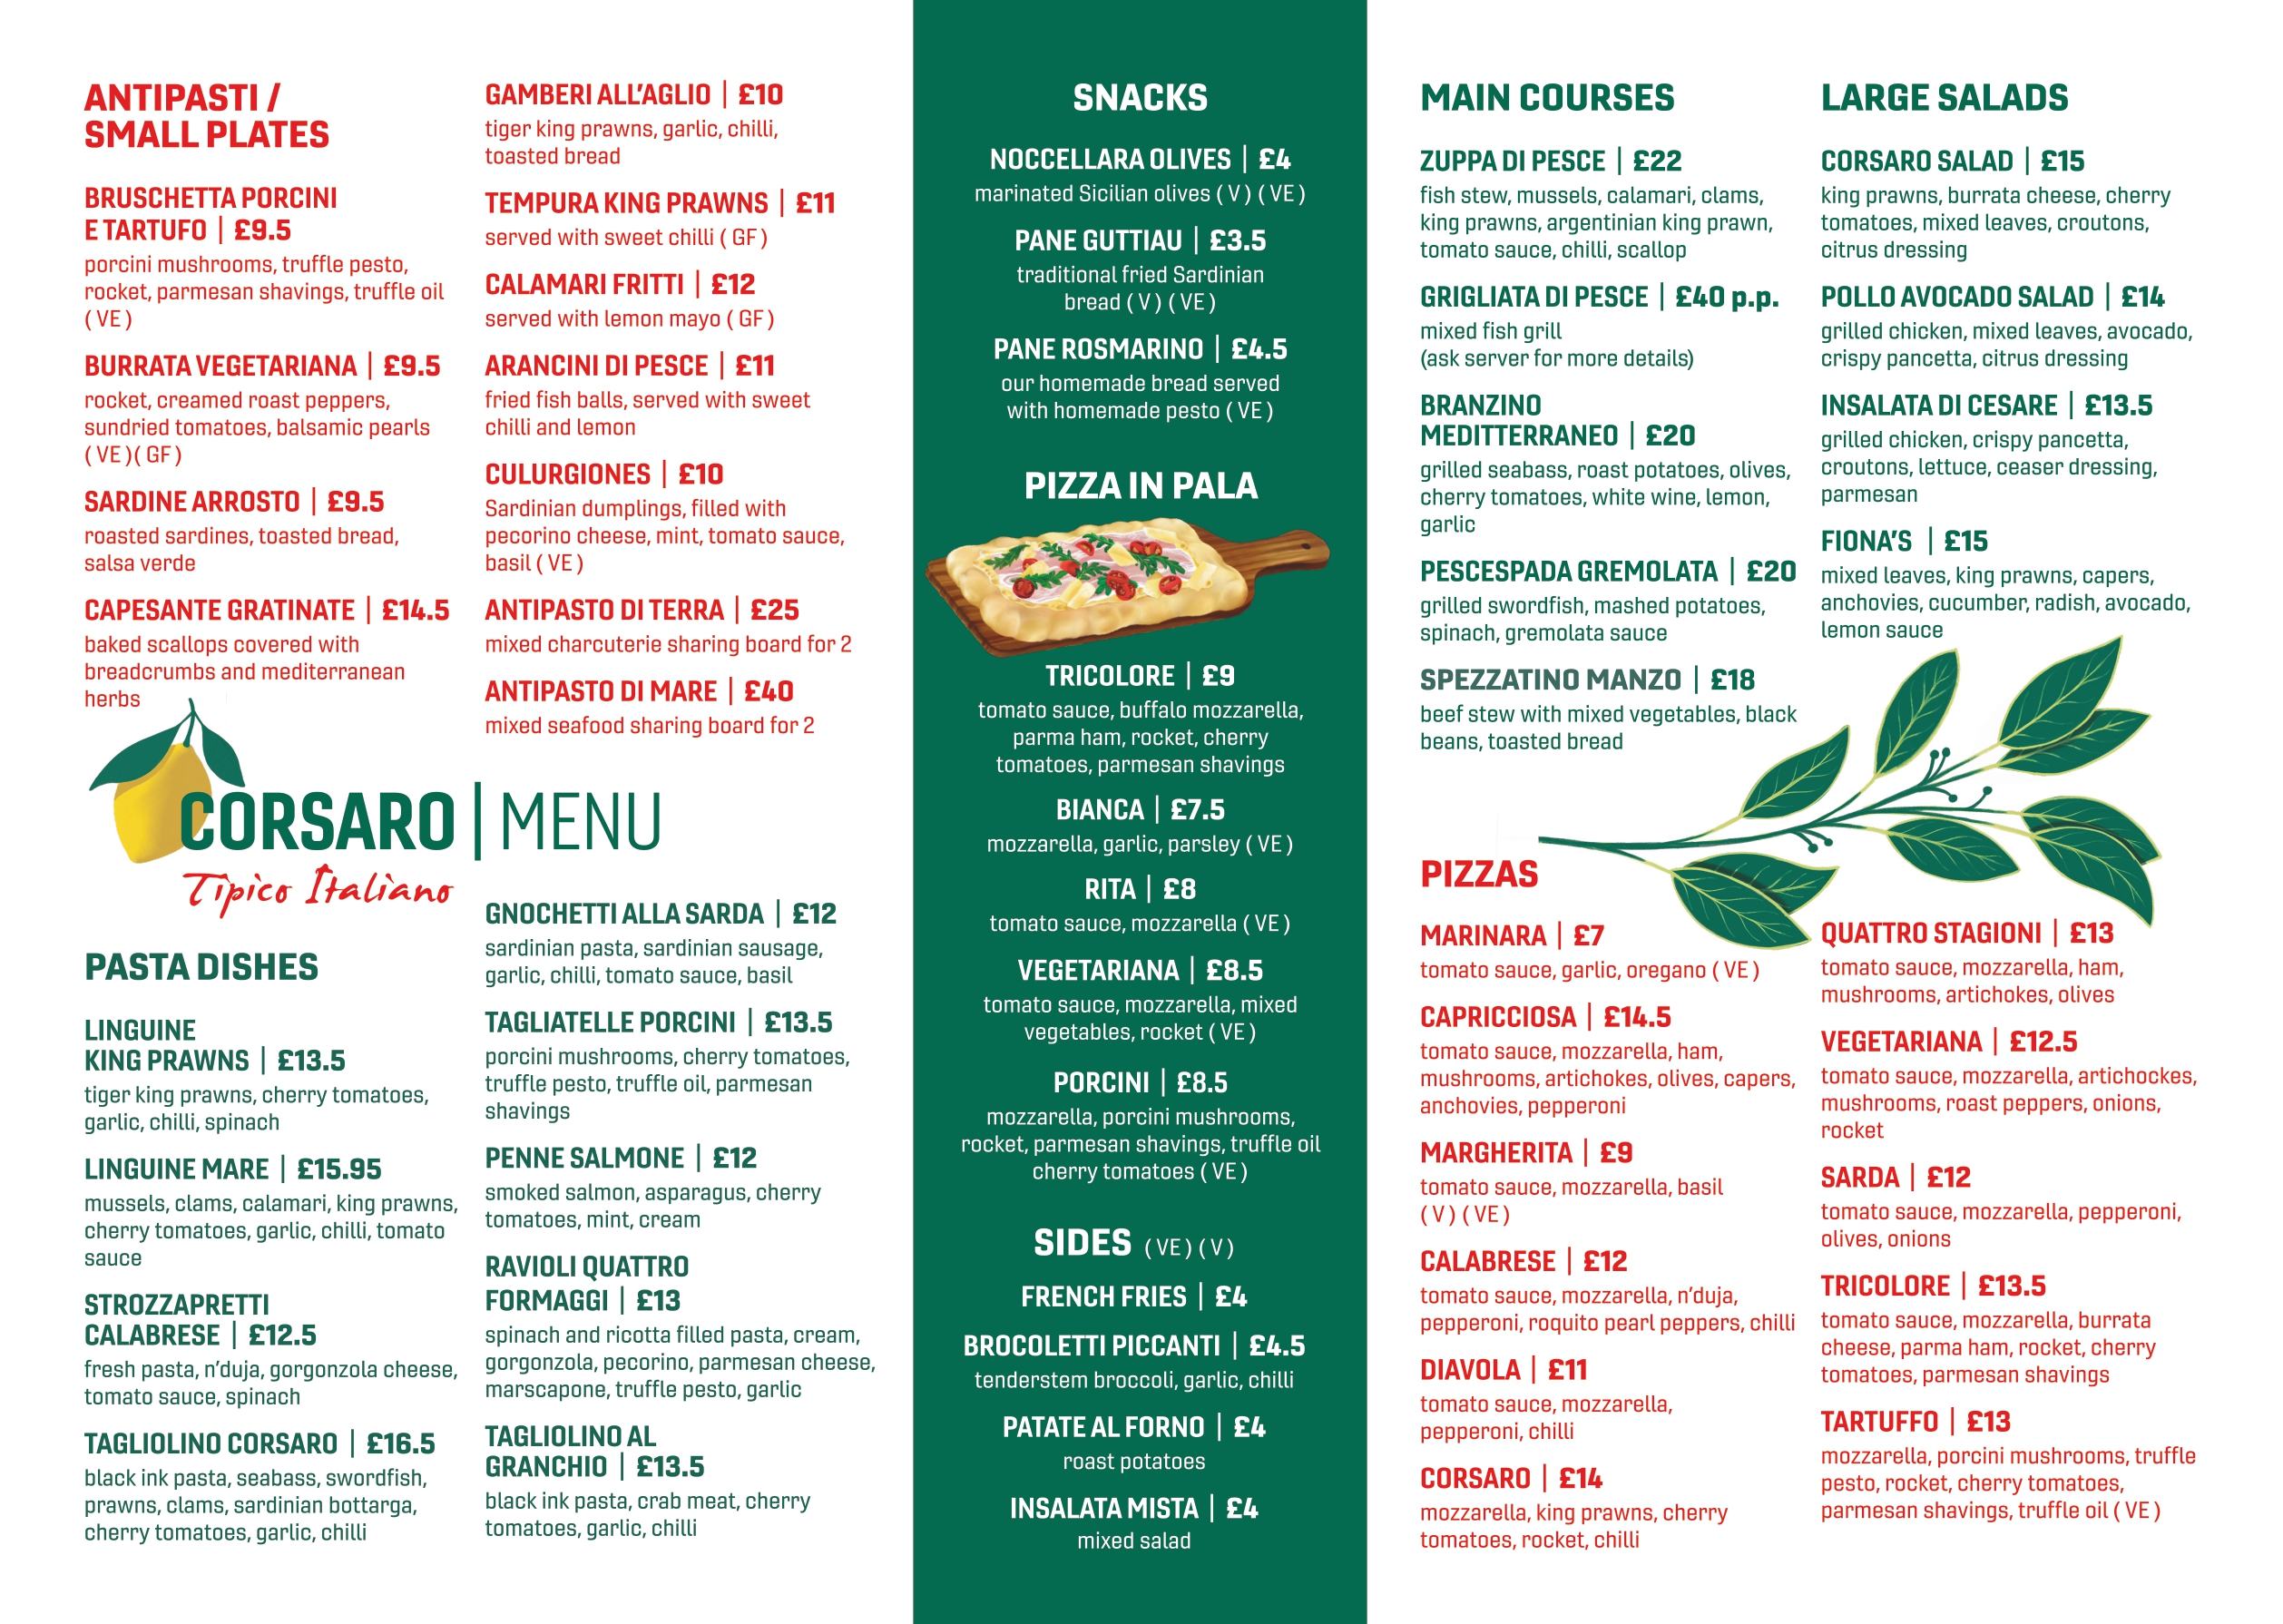 ANTIPASTI /
SMALL PLATES
BRUSCHETTA PORCINI
E TARTUFO | £9.5
porcini mushrooms, truffle pesto,
rocket, parmesan shavings, truffle oil
( VE )
BURRATA VEGETARIANA | £9.5
rocket, creamed roast peppers,
sundried tomatoes, balsamic pearls
( VE )( GF )
SARDINE ARROSTO | £9.5
roasted sardines, toasted bread,
salsa verde
CAPESANTE GRATINATE | £14.5
baked scallops covered with
breadcrumbs and mediterranean
herbs
GAMBERI ALL'AGLIO | £10
tiger king prawns, garlic, chilli,
toasted bread
TEMPURA KING PRAWNS | £11
served with sweet chilli ( GF )
CALAMARI FRITTI | £12
served with lemon mayo ( GF )
ARANCINI DI PESCE | £11
fried fish balls, served with sweet
chilli and lemon
CULURGIONES | £10
Sardinian dumplings, filled with
pecorino cheese, mint, tomato sauce,
basil ( VE )
ANTIPASTO DI TERRA | £25
mixed charcuterie sharing board for 2
ANTIPASTO DI MARE | £40
mixed seafood sharing board for 2
CORSARO | MENU
Tipico Italiano
PASTA DISHES
LINGUINE
KING PRAWNS | £13.5
tiger king prawns, cherry tomatoes,
garlic, chilli, spinach
LINGUINE MARE | £15.95
mussels, clams, calamari, king prawns,
cherry tomatoes, garlic, chilli, tomato
sauce
STROZZAPRETTI
CALABRESE | £12.5
fresh pasta, n'duja, gorgonzola cheese,
tomato sauce, spinach
TAGLIOLINO CORSARO | £16.5
black ink pasta, seabass, swordfish,
prawns, clams, sardinian bottarga,
cherry tomatoes, garlic, chilli
GNOCHETTI ALLA SARDA | £12
sardinian pasta, sardinian sausage,
garlic, chilli, tomato sauce, basil
TAGLIATELLE PORCINI | £13.5
porcini mushrooms, cherry tomatoes,
truffle pesto, truffle oil, parmesan
shavings
PENNE SALMONE | £12
smoked salmon, asparagus, cherry
tomatoes, mint, cream
RAVIOLI QUATTRO
FORMAGGI | £13
spinach and ricotta filled pasta, cream,
gorgonzola, pecorino, parmesan cheese,
marscapone, truffle pesto, garlic
TAGLIOLINO AL
GRANCHIO | £13.5
black ink pasta, crab meat, cherry
tomatoes, garlic, chilli
SNACKS
NOCCELLARA OLIVES | £4
marinated Sicilian olives ( V ) ( VE )
PANE GUTTIAU | £3.5
traditional fried Sardinian
bread ( V ) ( VE )
PANE ROSMARINO | £4.5
our homemade bread served
with homemade pesto ( VE )
PIZZA IN PALA
TRICOLORE | £9
tomato sauce, buffalo mozzarella,
parma ham, rocket, cherry
tomatoes, parmesan shavings
BIANCA | £7.5
mozzarella, garlic, parsley ( VE )
RITA | £8
tomato sauce, mozzarella ( VE )
VEGETARIANA | £8.5
tomato sauce, mozzarella, mixed
vegetables, rocket ( VE )
PORCINI | £8.5
mozzarella, porcini mushrooms,
rocket, parmesan shavings, truffle oil
cherry tomatoes ( VE )
SIDES ( VE ) ( V )
FRENCH FRIES | £4
BROCOLETTI PICCANTI | £4.5
tenderstem broccoli, garlic, chilli
PATATE AL FORNO | £4
roast potatoes
INSALATA MISTA | £4
mixed salad
MAIN COURSES
ZUPPA DI PESCE | £22
fish stew, mussels, calamari, clams,
king prawns, argentinian king prawn,
tomato sauce, chilli, scallop
GRIGLIATA DI PESCE | £40 p.p.
mixed fish grill
(ask server for more details)
BRANZINO
MEDITTERRANEO | £20
grilled seabass, roast potatoes, olives,
cherry tomatoes, white wine, lemon,
garlic
PESCESPADA GREMOLATA | £20
grilled swordfish, mashed potatoes,
spinach, gremolata sauce
SPEZZATINO MANZO | £18
beef stew with mixed vegetables, black
beans, toasted bread
LARGE SALADS
CORSARO SALAD | £15
king prawns, burrata cheese, cherry
tomatoes, mixed leaves, croutons,
citrus dressing
POLLO AVOCADO SALAD | £14
grilled chicken, mixed leaves, avocado,
crispy pancetta, citrus dressing
INSALATA DI CESARE | £13.5
grilled chicken, crispy pancetta,
croutons, lettuce, ceaser dressing,
parmesan
FIONA'S | £15
mixed leaves, king prawns, capers,
anchovies, cucumber, radish, avocado,
lemon sauce
PIZZAS
MARINARA | £7
tomato sauce, garlic, oregano ( VE )
CAPRICCIOSA | £14.5
tomato sauce, mozzarella, ham,
mushrooms, artichokes, olives, capers,
anchovies, pepperoni
MARGHERITA | £9
tomato sauce, mozzarella, basil
( V ) ( VE )
CALABRESE | £12
tomato sauce, mozzarella, n'duja,
pepperoni, roquito pearl peppers, chilli
DIAVOLA | £11
tomato sauce, mozzarella,
pepperoni, chilli
CORSARO | £14
mozzarella, king prawns, cherry
tomatoes, rocket, chilli
QUATTRO STAGIONI | £13
tomato sauce, mozzarella, ham,
mushrooms, artichokes, olives
VEGETARIANA | £12.5
tomato sauce, mozzarella, artichockes,
mushrooms, roast peppers, onions,
rocket
SARDA | £12
tomato sauce, mozzarella, pepperoni,
olives, onions
TRICOLORE | £13.5
tomato sauce, mozzarella, burrata
cheese, parma ham, rocket, cherry
tomatoes, parmesan shavings
TARTUFFO | £13
mozzarella, porcini mushrooms, truffle
pesto, rocket, cherry tomatoes,
parmesan shavings, truffle oil ( VE )